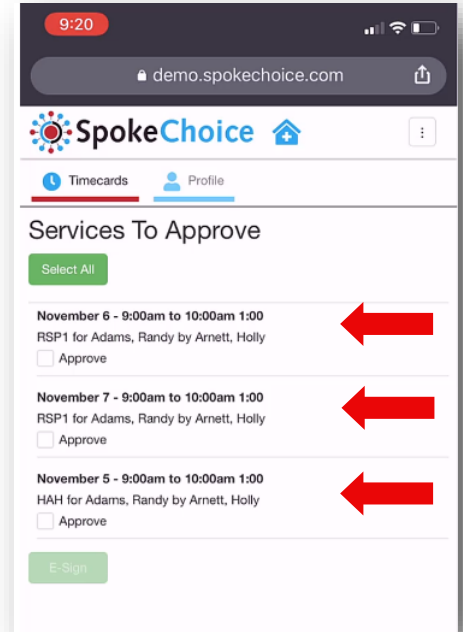 9:20
demo.spokechoice.com
SpokeChoice
Timecards Profile
Services To Approve
Select All
November 6 - 9:00am to 10:00am 1:00
RSP1 for Adams, Randy by Arnett, Holly
Approve
November 7 - 9:00am to 10:00am 1:00
RSP1 for Adams, Randy by Arnett, Holly
Approve
November 5 - 9:00am to 10:00am 1:00
HAH for Adams, Randy by Arnett, Holly
Approve
E-Sign